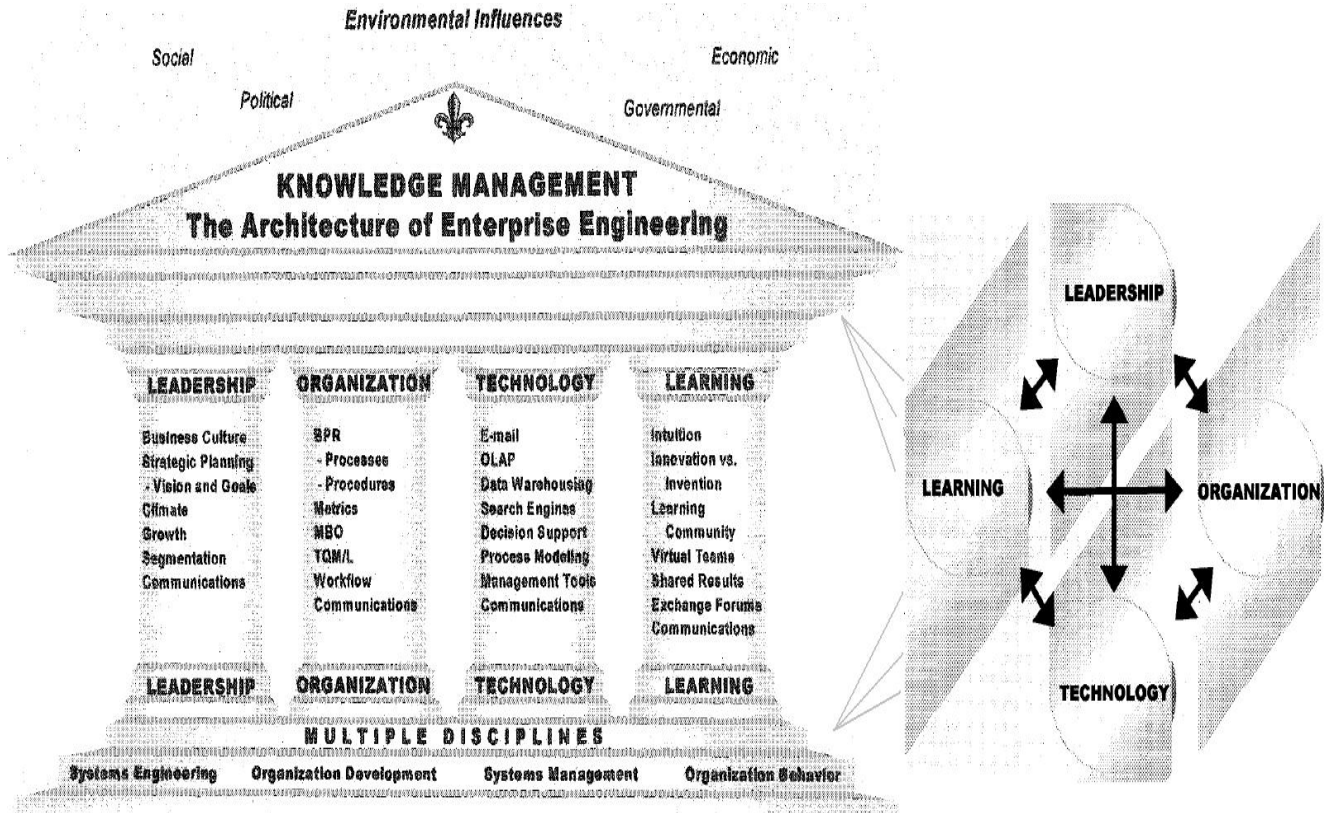 Environmental Influences
Social
Economic
Political
Governmental
KNOWLEDGE MANAGEMENT
The Architecture of Enterprise Engineering
LEADERSHIP
Business Culture
Strategic Planning
- Vision and Goals
Climate
Growth
Segmentation
Communications
LEADERSHIP
ORGANIZATION
BPR
- Processes
- Procedures
Metrics
MBO
TQM/L
Workflow
Communications
ORGANIZATION
TECHNOLOGY
E-mail
OLAP
Data Warehousing
Search Engines
Decision Support
Process Modeling
Management Tools
Communications
TECHNOLOGY
LEARNING
Intuition
Innovation vs.
Invention
Learning
Community
Virtual Teams
Shared Results
Exchange Forums
Communications
LEARNING
MULTIPLE DISCIPLINES
Systems Engineering Organization Development Systems Management Organization Behavior
LEADERSHIP
LEARNING
ORGANIZATION
TECHNOLOGY